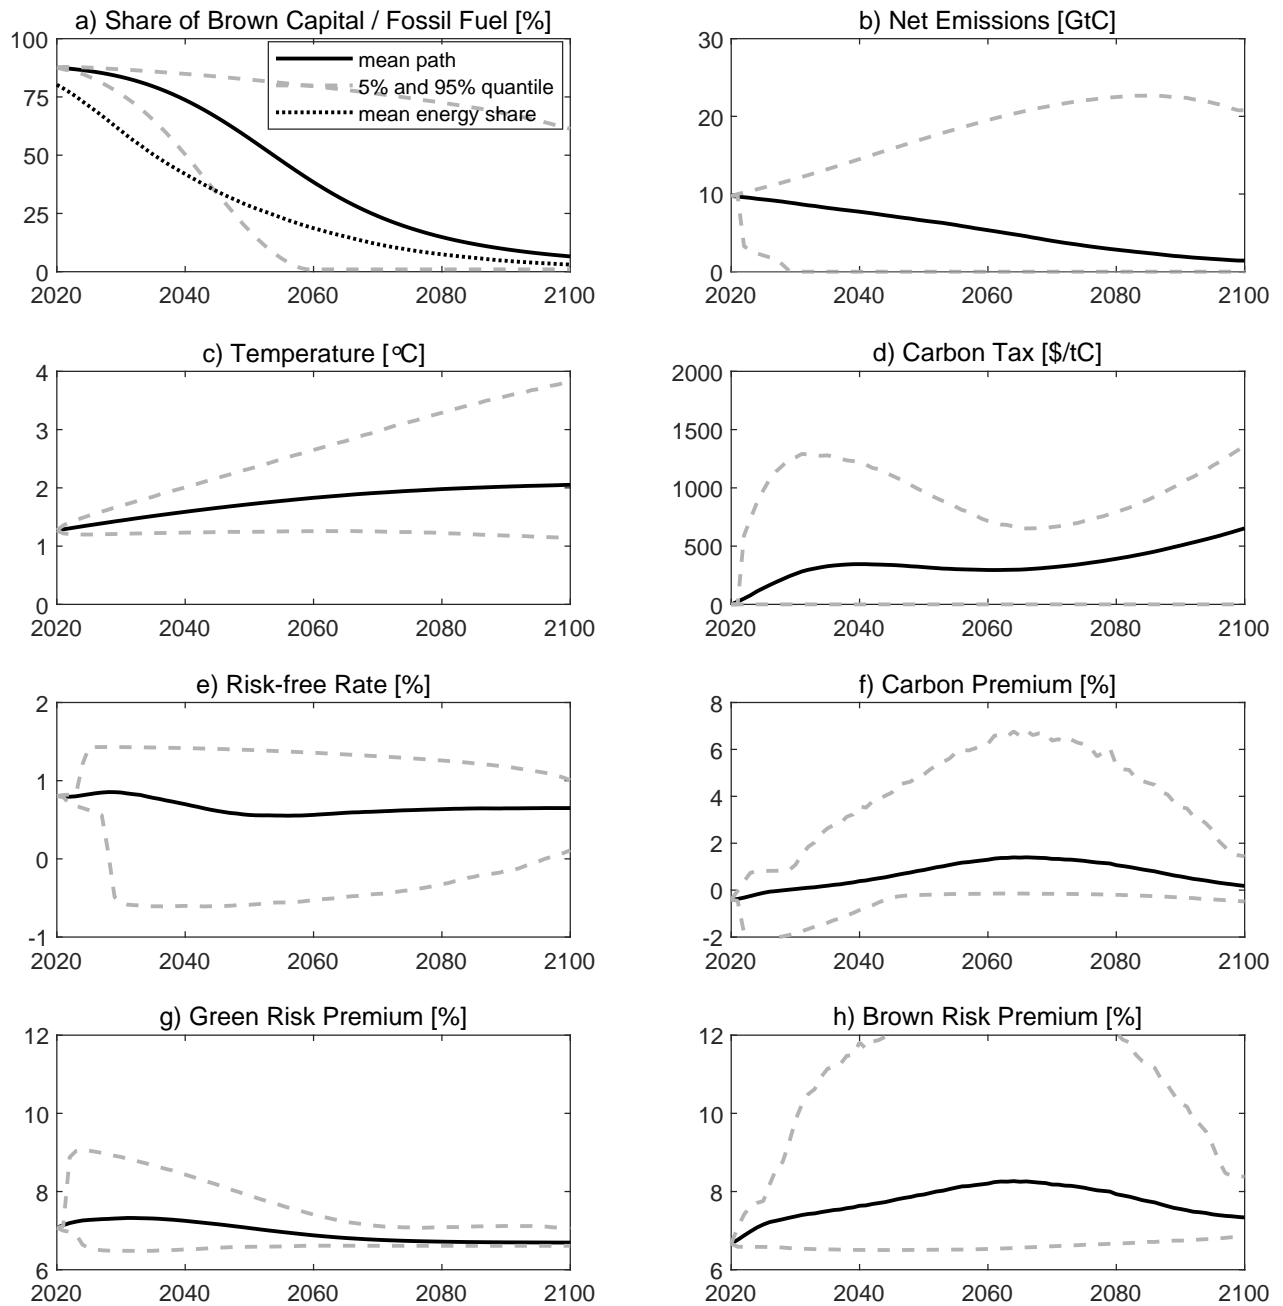 a) Share of Brown Capital / Fossil Fuel [%]
100
75
50
25
0
2020 2040 2060 2080 2100
mean path
5% and 95% quantile
mean energy share
b) Net Emissions [GtC]
30
20
10
0
2020 2040 2060 2080 2100
c) Temperature [°C]
4
3
2
1
0
2020 2040 2060 2080 2100
d) Carbon Tax [$/tC]
2000
1500
1000
500
0
2020 2040 2060 2080 2100
e) Risk-free Rate [%]
2
1
0
-1
2020 2040 2060 2080 2100
f) Carbon Premium [%]
8
6
4
2
0
-2
2020 2040 2060 2080 2100
g) Green Risk Premium [%]
12
10
8
6
2020 2040 2060 2080 2100
h) Brown Risk Premium [%]
12
10
8
6
2020 2040 2060 2080 2100